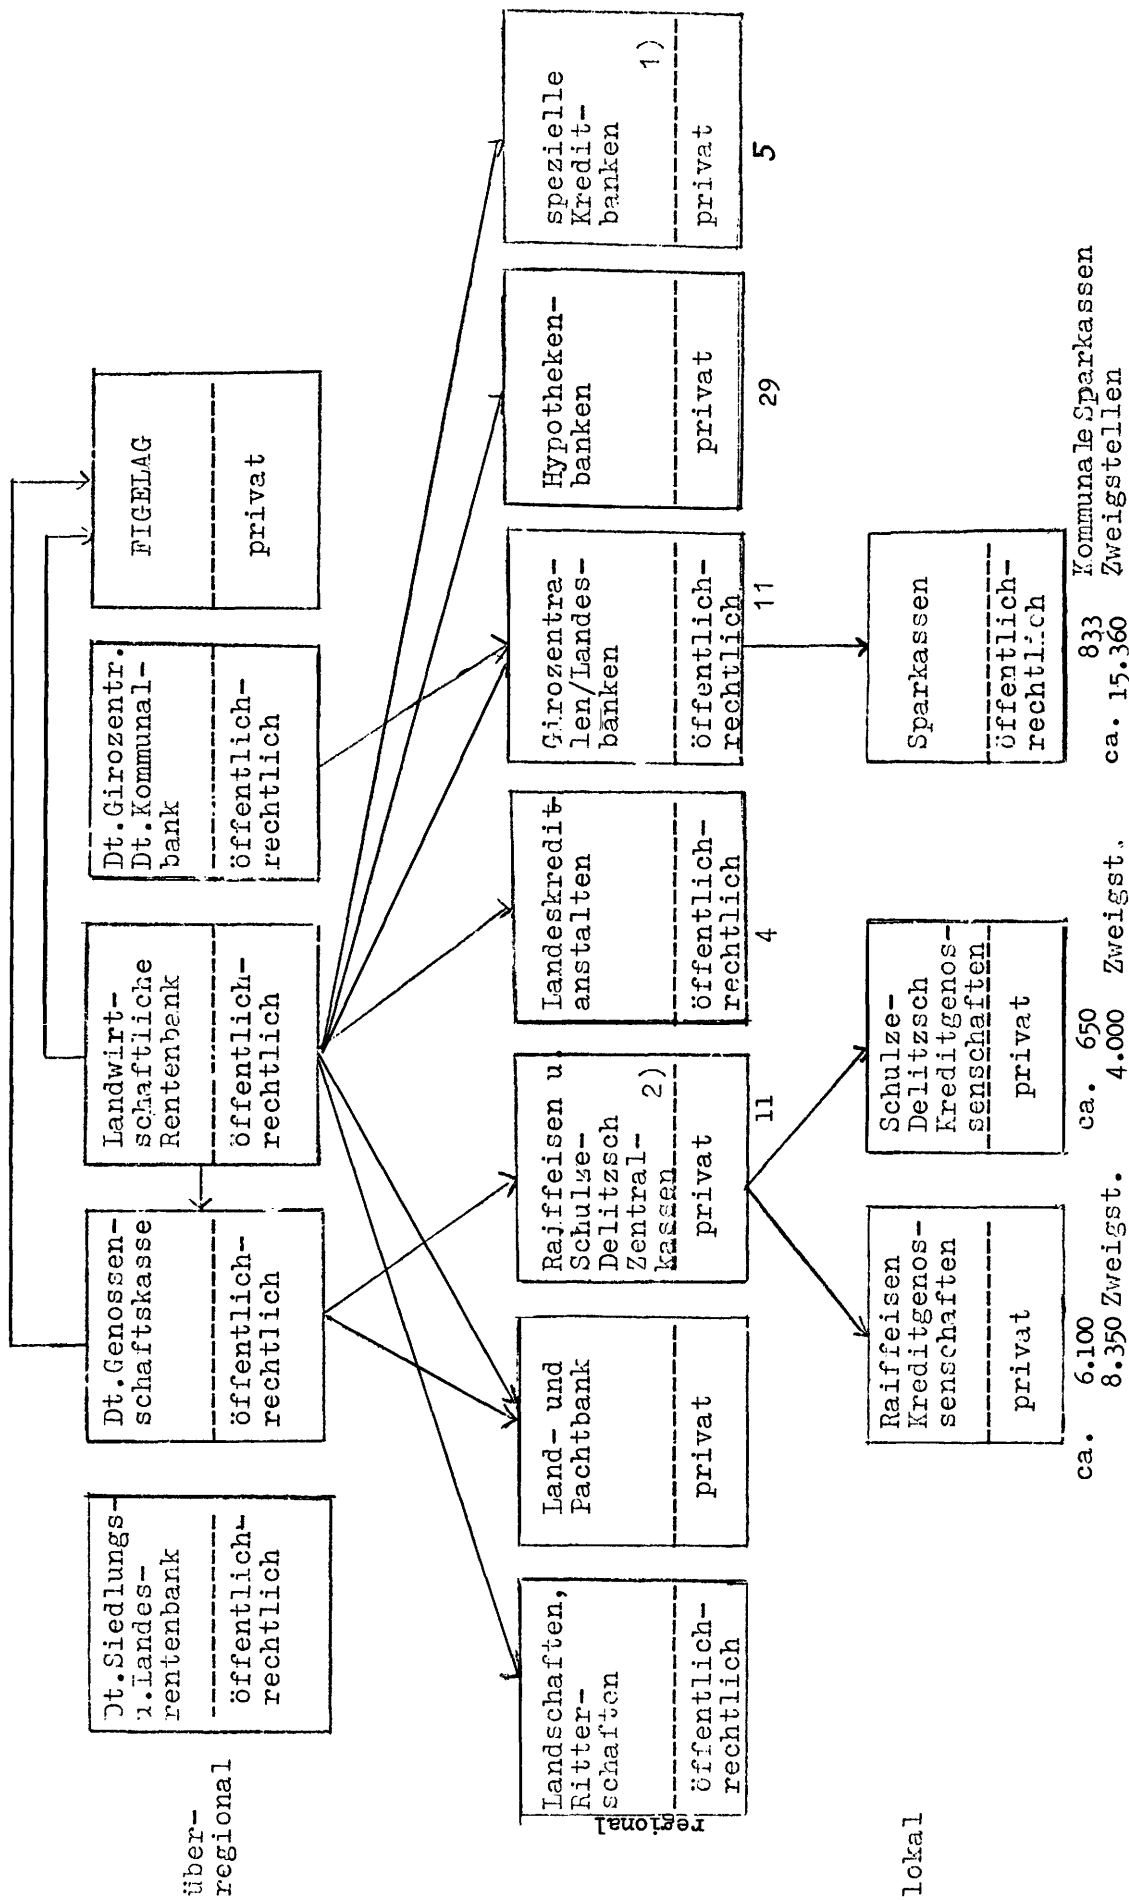 über-
regional
Dt.Siedlungs-
u.Landes-
rentenbank
öffentlich-
rechtlich
Dt.Genossen-
schaftskasse
öffentlich-
rechtlich
Landwirt-
schaftliche
Rentenbank
öffentlich-
rechtlich
Dt.Girozentr.
Dt.Kommunal-
bank
öffentlich-
rechtlich
FIGELAG
privat
regional
Landschaften,
Ritter-
schaften
öffentlich-
rechtlich
Land- und
Pachtbank
privat
Raiffeisen u.
Schulze-
Delitzsch
Zentral-
kassen 2)
privat
11
Landeskredit-
anstalten
öffentlich-
rechtlich
4
Girozentra-
len/Landes-
banken
öffentlich-
rechtlich
11
Hypotheken-
banken
privat
29
spezielle
Kredit-
banken
1)
privat
5
lokal
Raiffeisen
Kreditgenos-
senschaften
privat
ca. 6.100
8.350 Zweigst.
Schulze-
Delitzsch
Kreditgenos-
senschaften
privat
ca. 650
4.000 Zweigst.
Sparkassen
öffentlich-
rechtlich
833 Kommunale Sparkassen
ca. 15.360 Zweigstellen